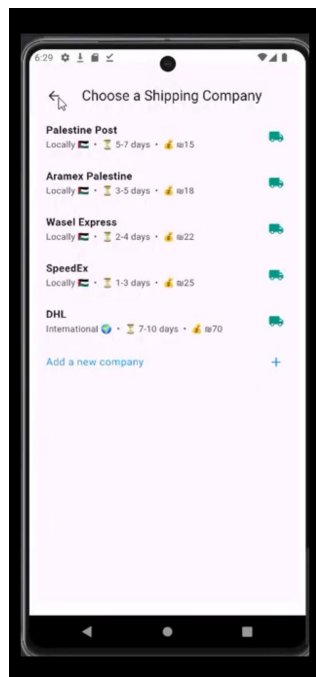 6:29
Choose a Shipping Company
Palestine Post
Locally 🇵🇸 • ⏳ 5-7 days • 💰 ₪15
Aramex Palestine
Locally 🇵🇸 • ⏳ 3-5 days • 💰 ₪18
Wasel Express
Locally 🇵🇸 • ⏳ 2-4 days • 💰 ₪22
SpeedEx
Locally 🇵🇸 • ⏳ 1-3 days • 💰 ₪25
DHL
International 🌍 • ⏳ 7-10 days • 💰 ₪70
Add a new company +